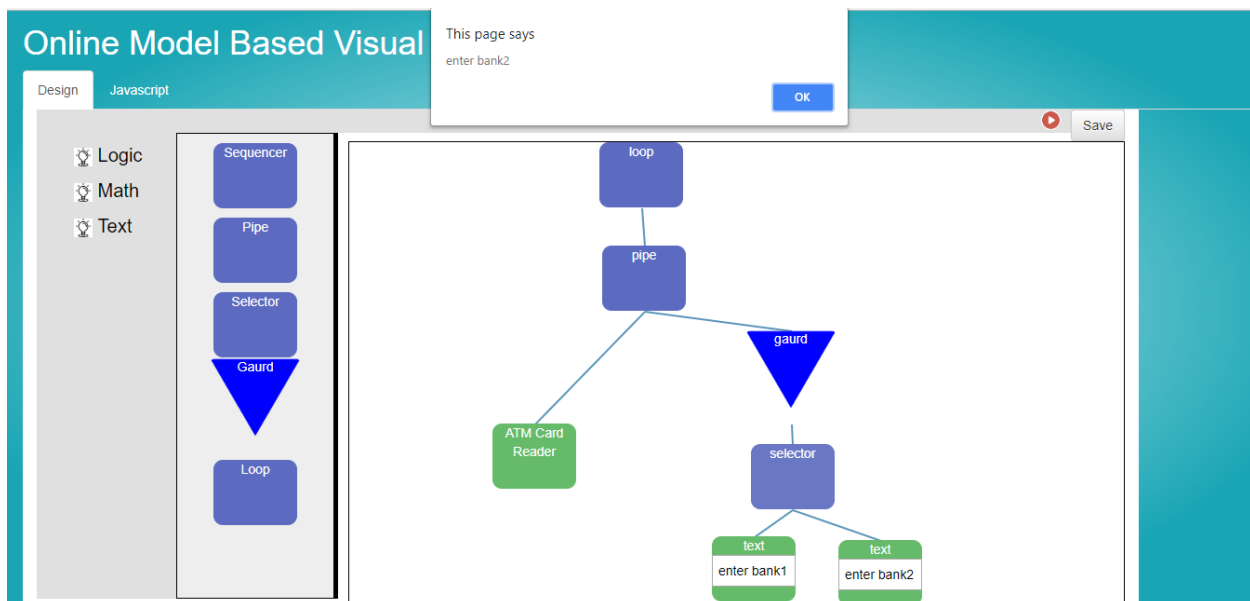 Online Model Based Visual
This page says
enter bank2
OK
Design
Javascript
Save
Logic
Math
Text
Sequencer
Pipe
Selector
Gaurd
Loop
loop
pipe
gaurd
ATM Card
Reader
selector
text
enter bank1
text
enter bank2